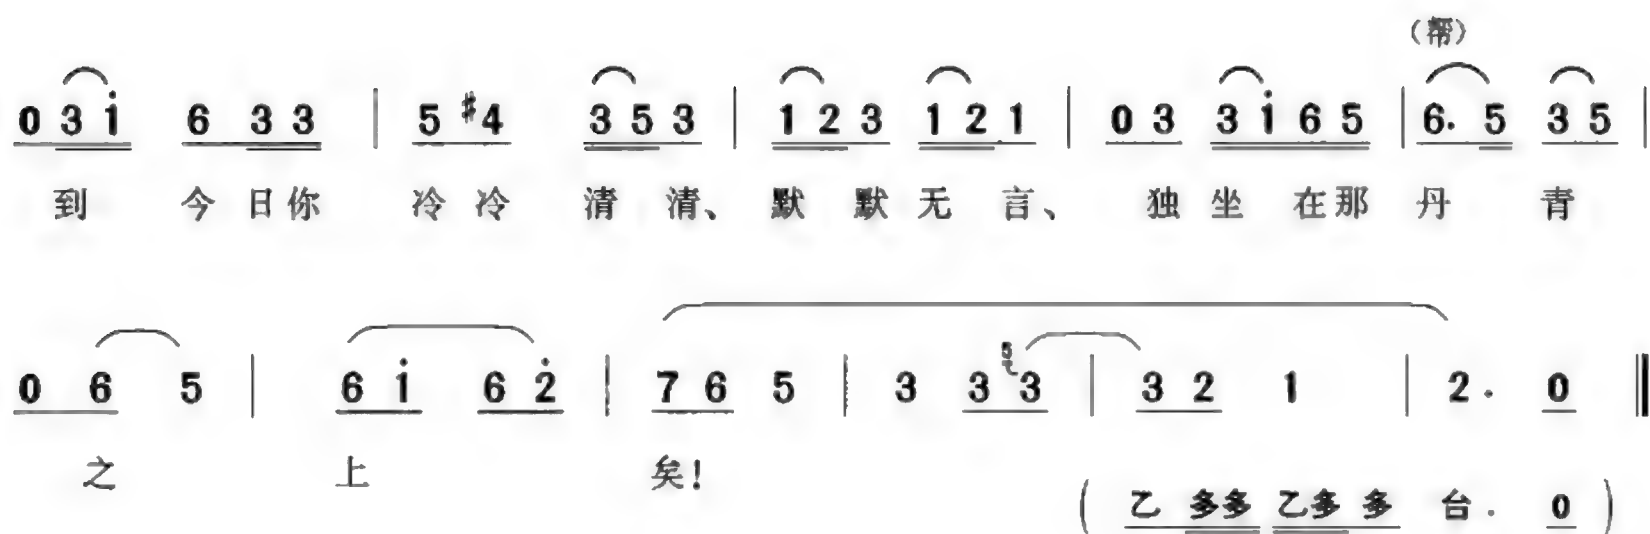 (帮)
0 3 i̇ 6 3 3 | 5 #4 3 5 3 | 1 2 3 1 2 1 | 0 3 3 i̇ 6 5 | 6. 5 3 5 |
到 今 日 你 冷 冷 清 清、 默 默 无 言、 独 坐 在 那 丹 青
0 6 5 | 6 i̇ 6 2̇ | 7 6 5 | 3 3 5 3 | 3 2 1 | 2. 0 ‖
之 上 矣!
( 乙 多多 乙多 多 台. 0 )